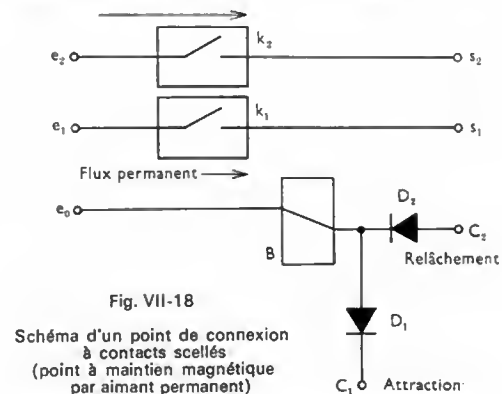 k₂
e₂
s₂
k₁
e₁
s₁
Flux permanent
e₀
D₂
C₂
B
Relâchement
D₁
Fig. VII-18
Schéma d'un point de connexion
à contacts scellés
(point à maintien magnétique
par aimant permanent)
C₁ Attraction